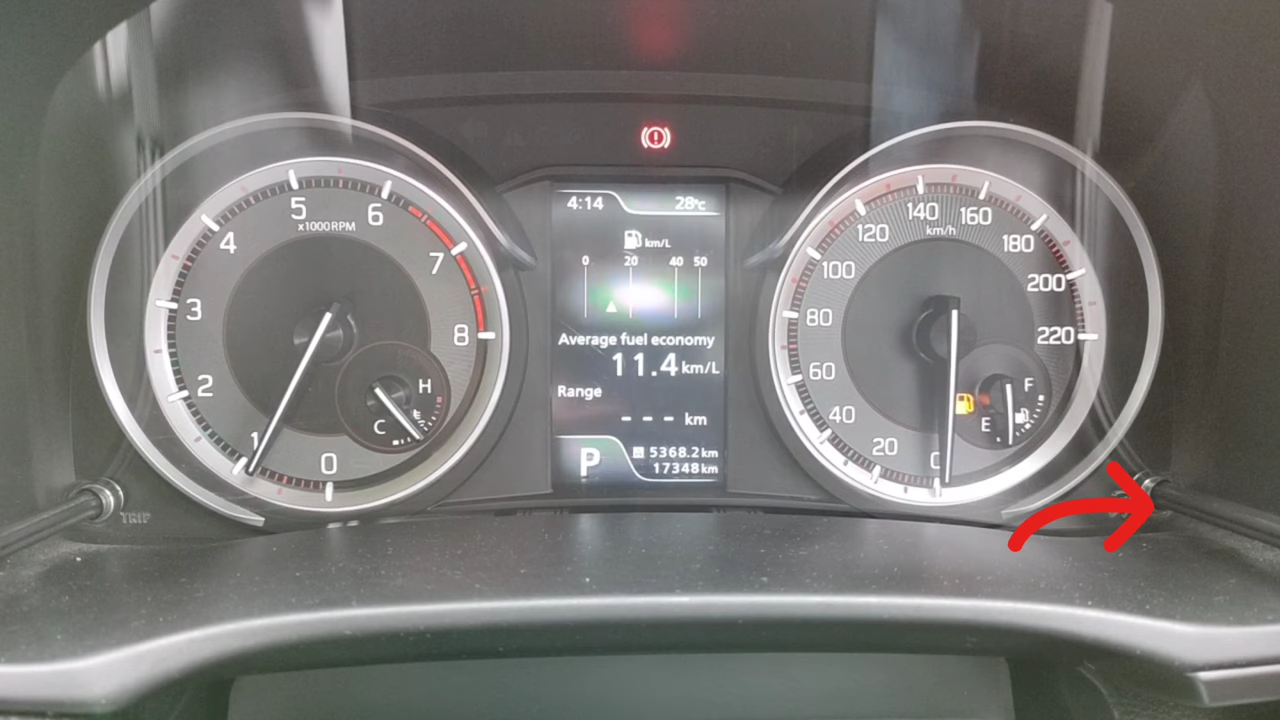 5
6
x1000RPM
4
7
3
8
2
H
C
1
0
TRIP
4:14
28°C
km/L
0
20
40
50
Average fuel economy
11.4 km/L
Range
--- km
P
5368.2 km
17348 km
140
160
km/h
120
180
100
200
80
220
60
F
E
40
20
0